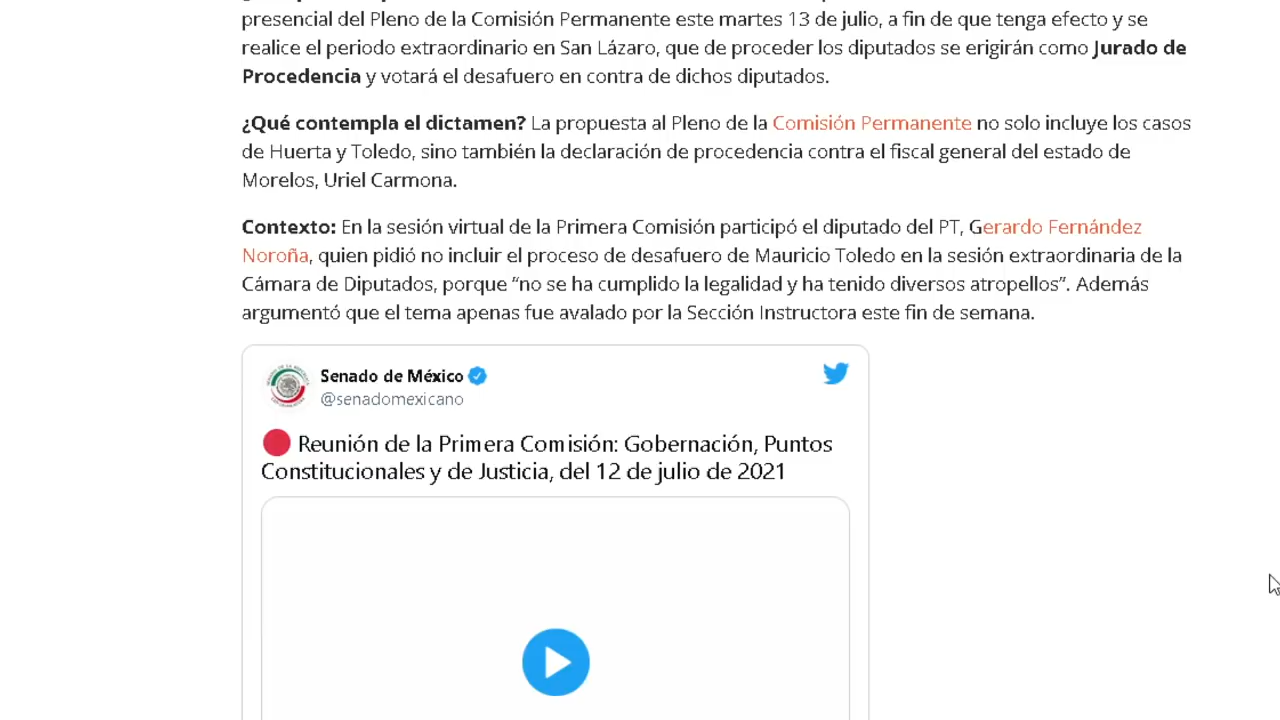 presencial del Pleno de la Comisión Permanente este martes 13 de julio, a fin de que tenga efecto y se
realice el periodo extraordinario en San Lázaro, que de proceder los diputados se erigirán como Jurado de
Procedencia y votará el desafuero en contra de dichos diputados.
¿Qué contempla el dictamen? La propuesta al Pleno de la Comisión Permanente no solo incluye los casos
de Huerta y Toledo, sino también la declaración de procedencia contra el fiscal general del estado de
Morelos, Uriel Carmona.
Contexto: En la sesión virtual de la Primera Comisión participó el diputado del PT, Gerardo Fernández
Noroña, quien pidió no incluir el proceso de desafuero de Mauricio Toledo en la sesión extraordinaria de la
Cámara de Diputados, porque “no se ha cumplido la legalidad y ha tenido diversos atropellos”. Además
argumentó que el tema apenas fue avalado por la Sección Instructora este fin de semana.
Senado de México
@senadomexicano
Reunión de la Primera Comisión: Gobernación, Puntos
Constitucionales y de Justicia, del 12 de julio de 2021